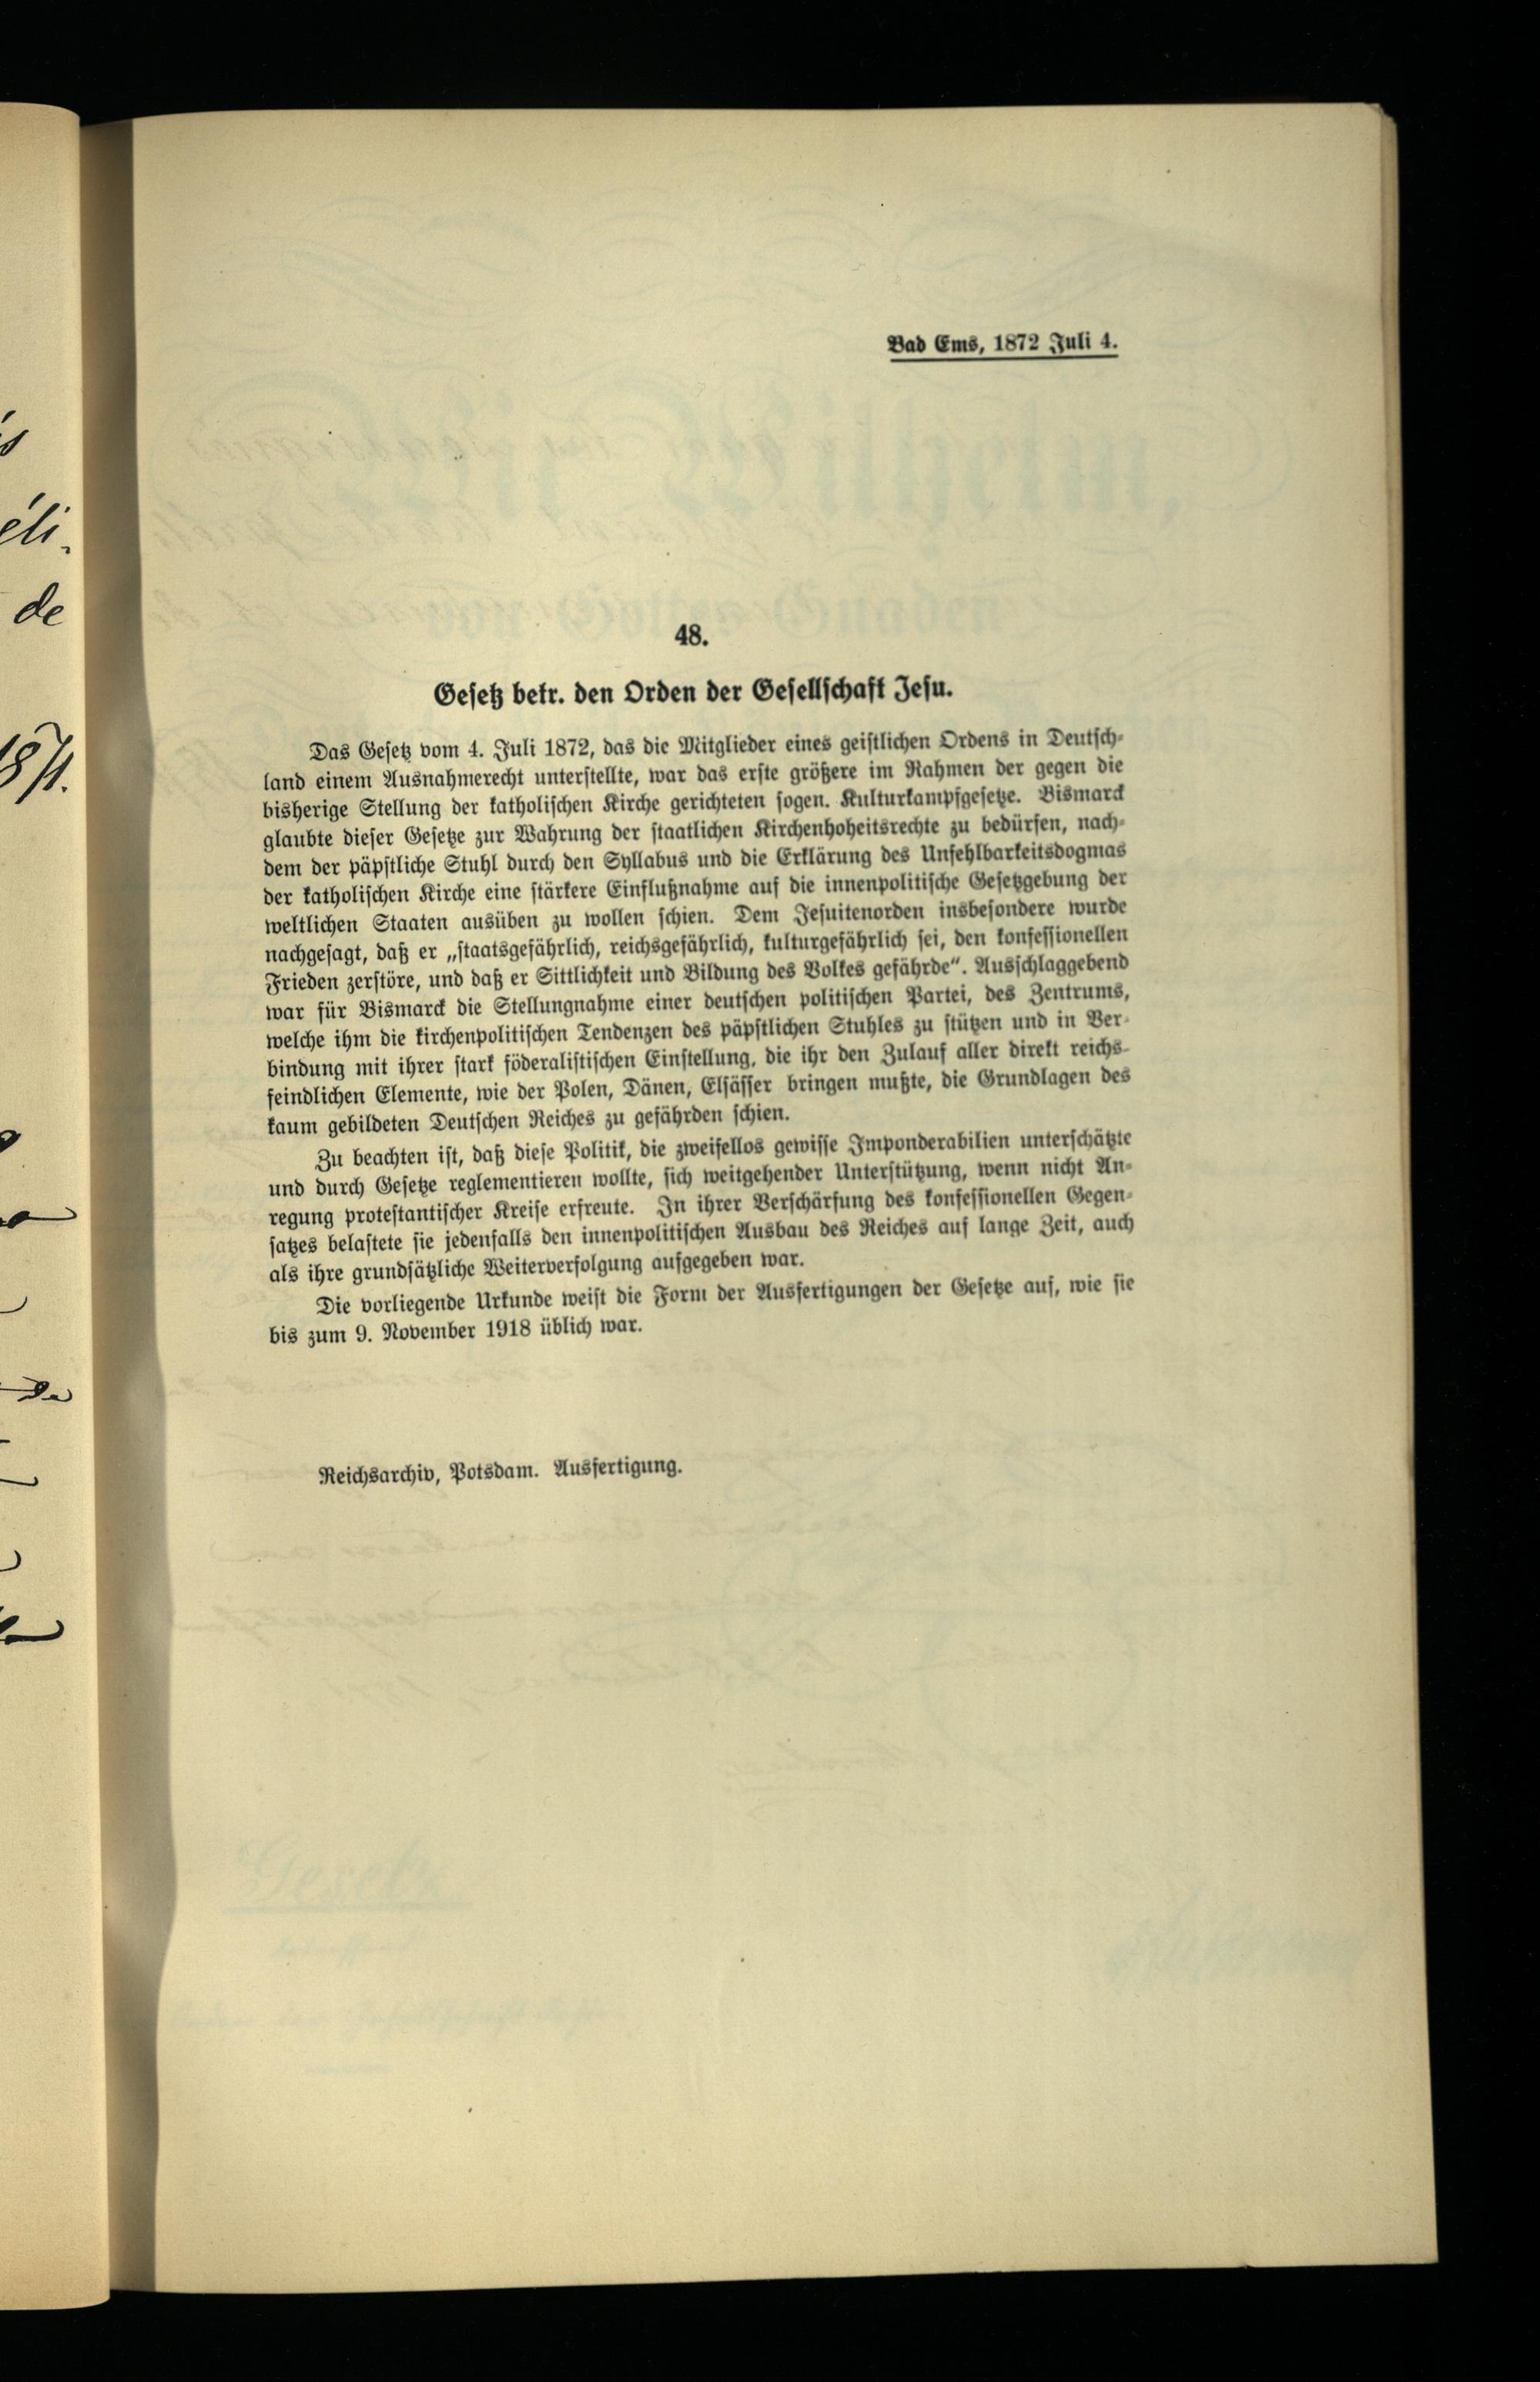 Bad Ems, 1872 Juli 4.
48.
Gesetz betr. den Orden der Gesellschaft Jesu.
Das Gesetz vom 4. Juli 1872, das die Mitglieder eines geistlichen Ordens in Deutsch-
land einem Ausnahmerecht unterstellte, war das erste größere im Rahmen der gegen die
bisherige Stellung der katholischen Kirche gerichteten sogen. Kulturkampfgesetze. Bismarck
glaubte dieser Gesetze zur Wahrung der staatlichen Kirchenhoheitsrechte zu bedürfen, nach-
dem der päpstliche Stuhl durch den Syllabus und die Erklärung des Unfehlbarkeitsdogmas
der katholischen Kirche eine stärkere Einflußnahme auf die innenpolitische Gesetzgebung der
weltlichen Staaten ausüben zu wollen schien. Dem Jesuitenorden insbesondere wurde
nachgesagt, daß er „staatsgefährlich, reichsgefährlich, kulturgefährlich sei, den konfessionellen
Frieden zerstöre, und daß er Sittlichkeit und Bildung des Volkes gefährde“. Ausschlaggebend
war für Bismarck die Stellungnahme einer deutschen politischen Partei, des Zentrums,
welche ihm die kirchenpolitischen Tendenzen des päpstlichen Stuhles zu stützen und in Ver-
bindung mit ihrer stark föderalistischen Einstellung, die ihr den Zulauf aller direkt reichs-
feindlichen Elemente, wie der Polen, Dänen, Elsässer bringen mußte, die Grundlagen des
kaum gebildeten Deutschen Reiches zu gefährden schien.
Zu beachten ist, daß diese Politik, die zweifellos gewisse Imponderabilien unterschätzte
und durch Gesetze reglementieren wollte, sich weitgehender Unterstützung, wenn nicht An-
regung protestantischer Kreise erfreute. In ihrer Verschärfung des konfessionellen Gegen-
satzes belastete sie jedenfalls den innenpolitischen Ausbau des Reiches auf lange Zeit, auch
als ihre grundsätzliche Weiterverfolgung aufgegeben war.
Die vorliegende Urkunde weist die Form der Ausfertigungen der Gesetze auf, wie sie
bis zum 9. November 1918 üblich war.
Reichsarchiv, Potsdam. Ausfertigung.
éli-
de